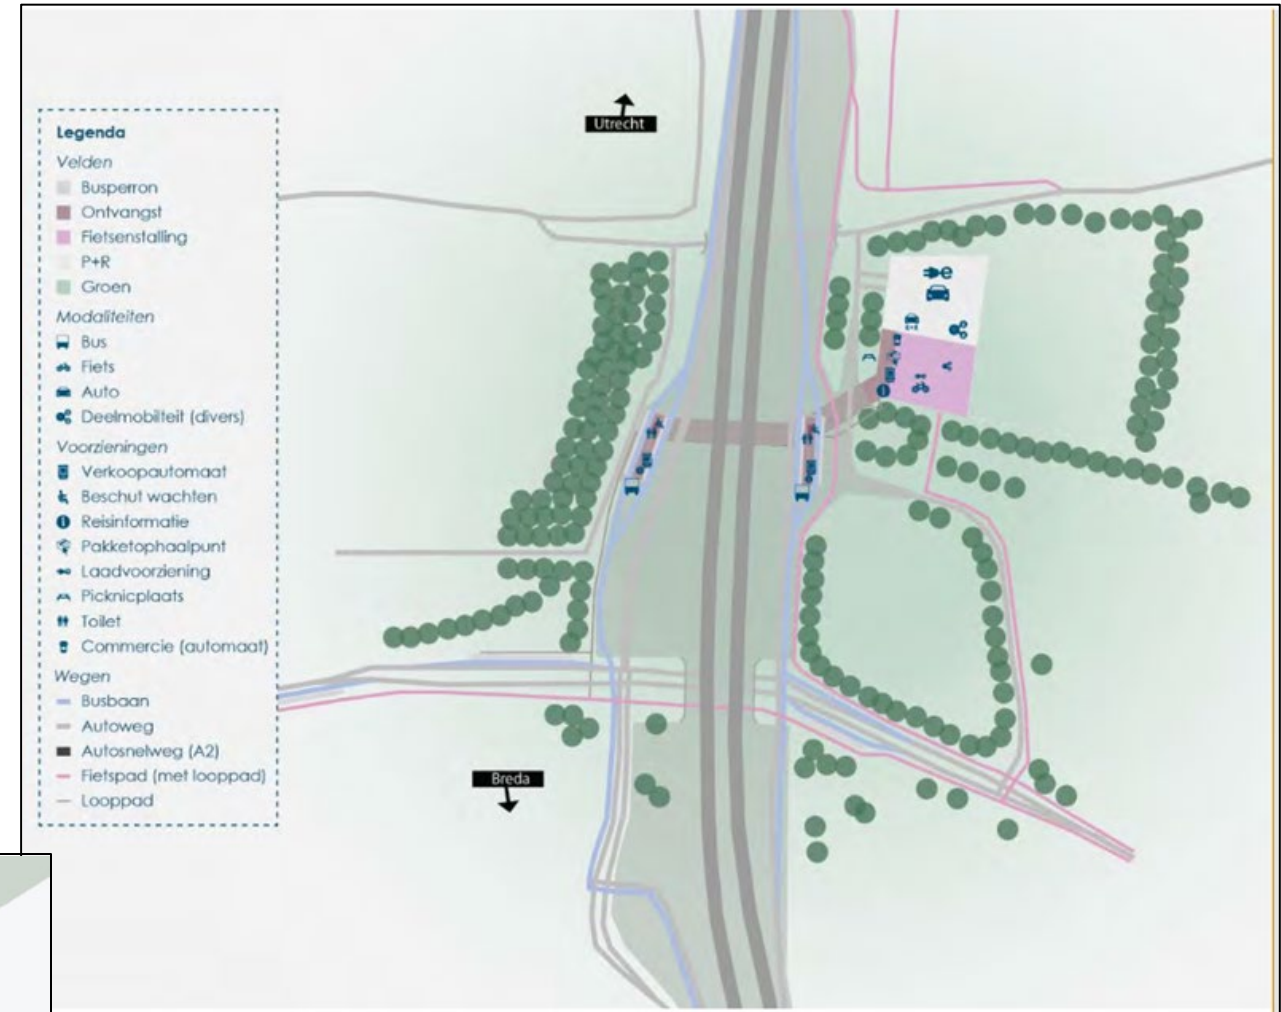 Utrecht
Legenda
Velden
Busperron
Ontvangst
Fietsenstalling
P+R
Groen
Modaliteiten
Bus
Fiets
Auto
Deelmobiliteit (divers)
Voorzieningen
Verkoopautomaat
Beschut wachten
Reisinformatie
Pakketophaalpunt
Laadvoorziening
Picknicplaats
Toilet
Commercie (automaat)
Wegen
Busbaan
Autoweg
Autosnelweg (A2)
Fietspad (met looppad)
Looppad
Breda